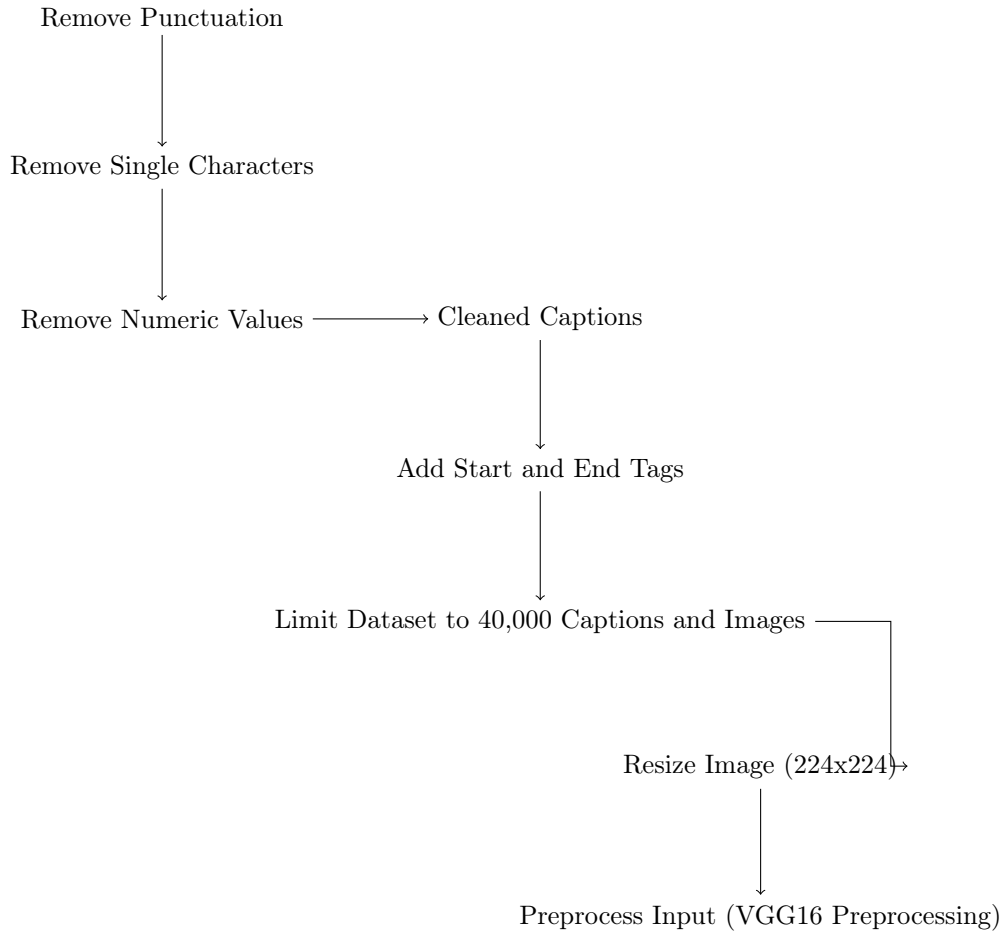 Remove Punctuation
Remove Single Characters
Remove Numeric Values
Cleaned Captions
Add Start and End Tags
Limit Dataset to 40,000 Captions and Images
Resize Image (224x224)
Preprocess Input (VGG16 Preprocessing)